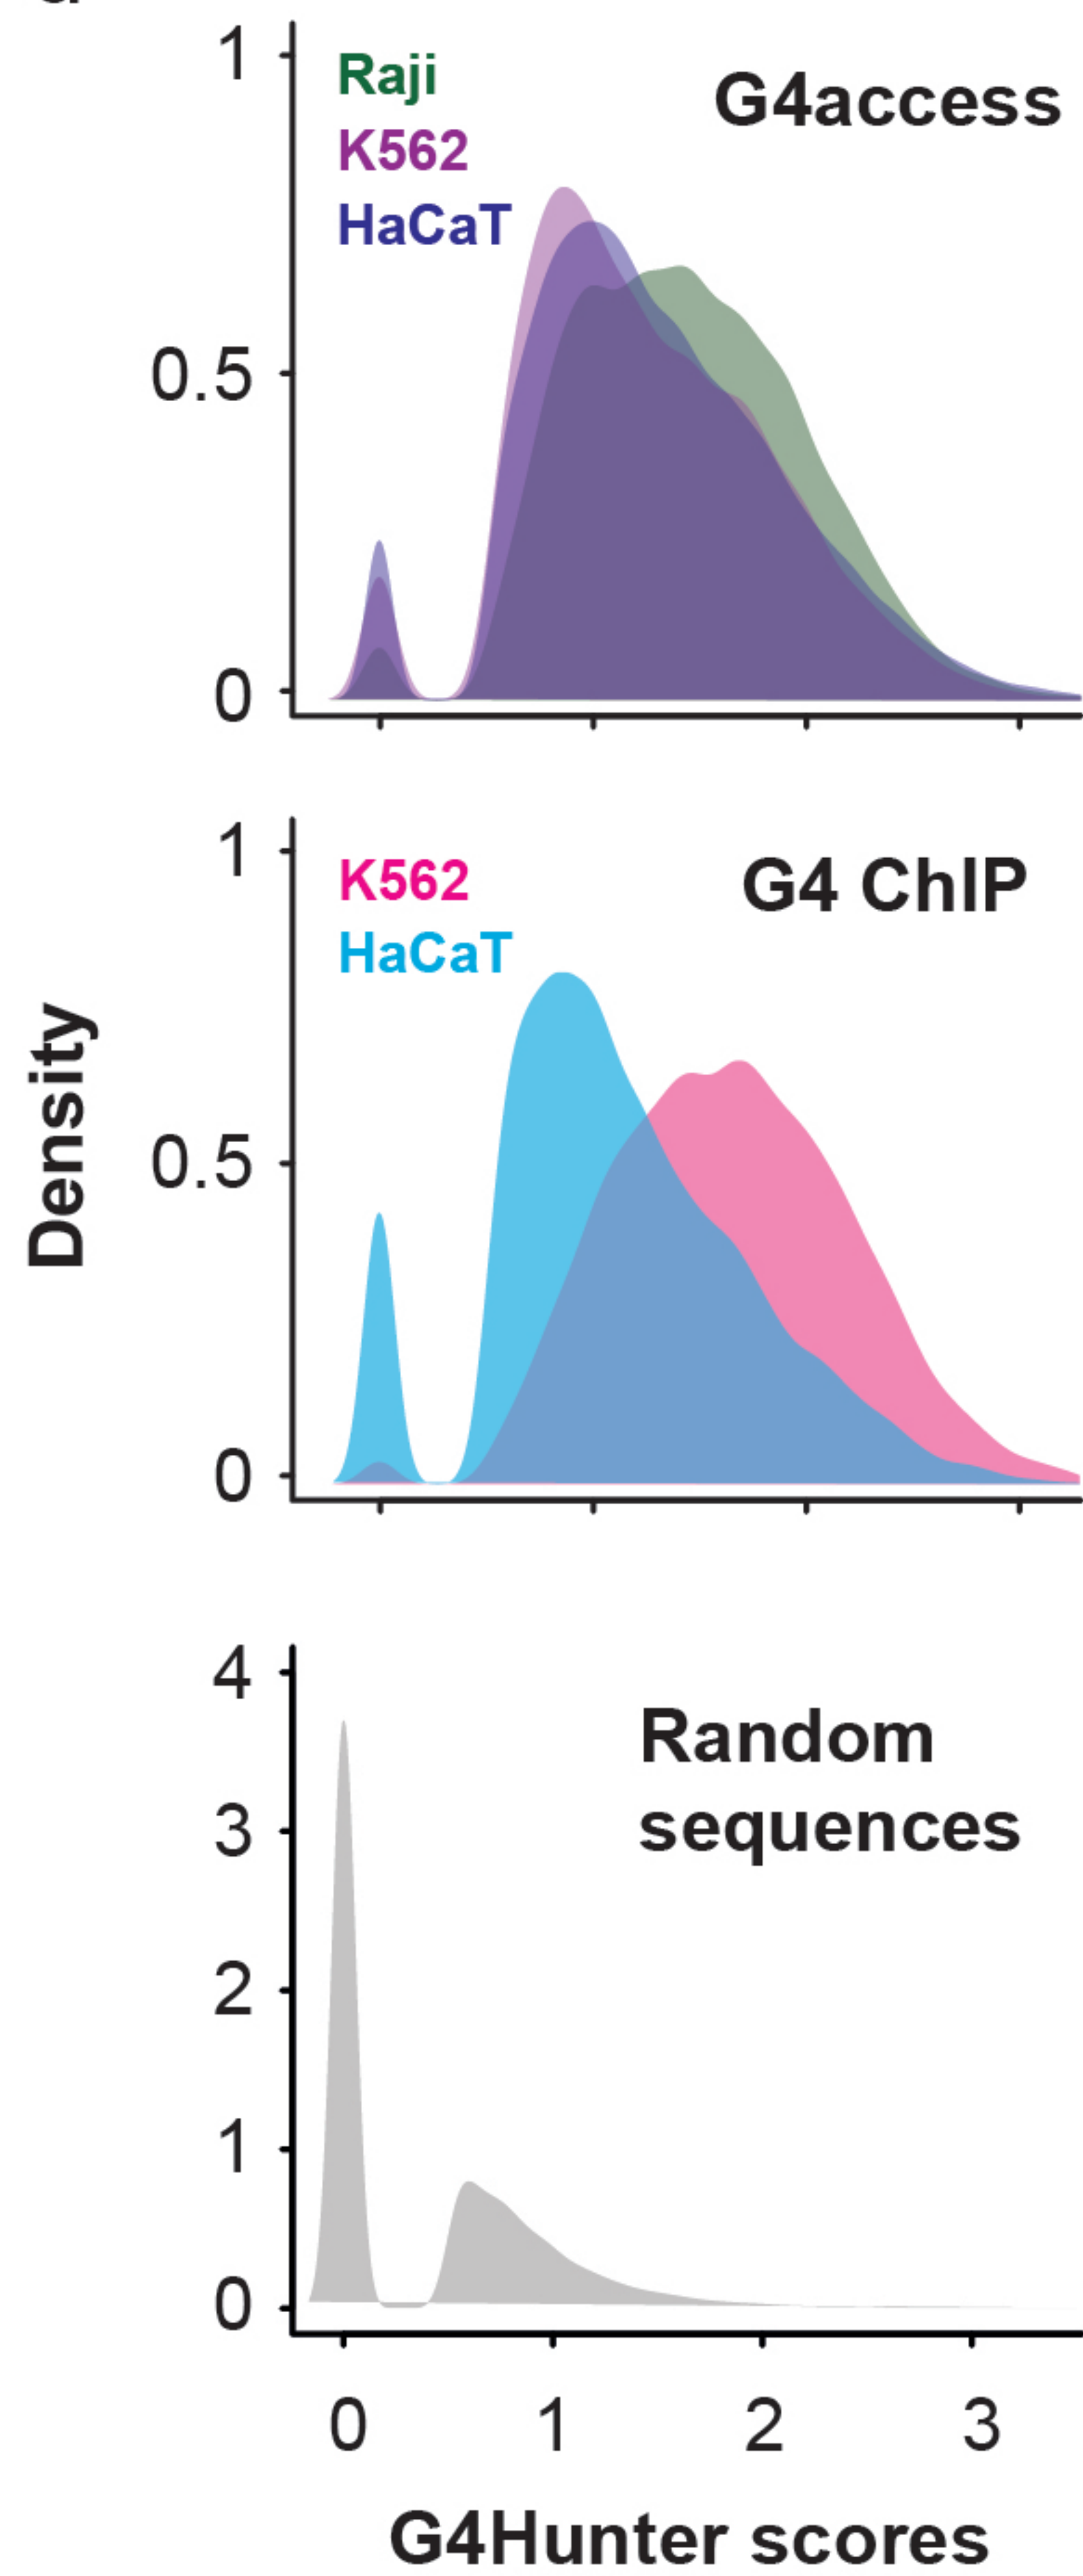 1
Raji
G4access
K562
HaCaT
0.5
0
1
K562
G4 ChIP
HaCaT
Density
0.5
0
4
Random
sequences
3
2
1
0
0 1 2 3
G4Hunter scores